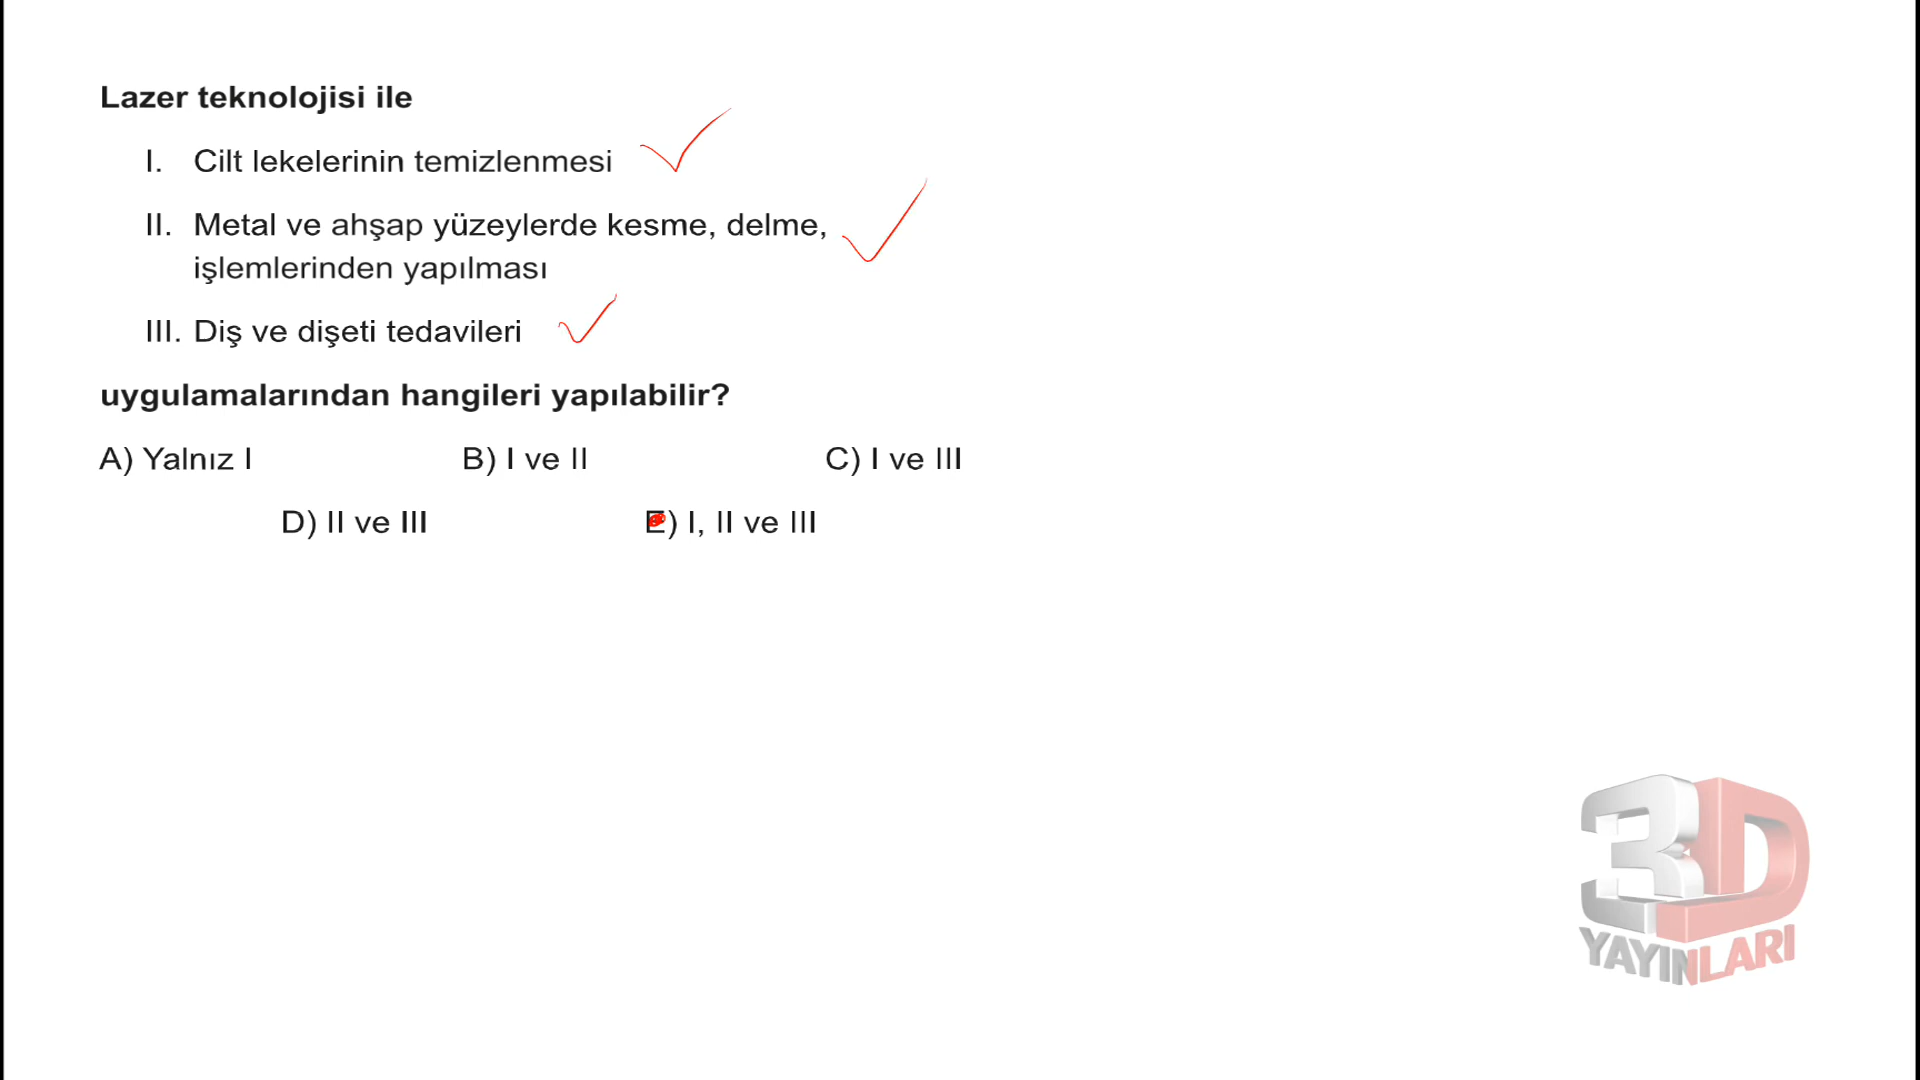 Lazer teknolojisi ile
I. Cilt lekelerinin temizlenmesi
II. Metal ve ahşap yüzeylerde kesme, delme,
işlemlerinden yapılması
III. Diş ve dişeti tedavileri
uygulamalarından hangileri yapılabilir?
A) Yalnız I B) I ve II C) I ve III
D) II ve III E) I, II ve III
3D
YAYINLARI